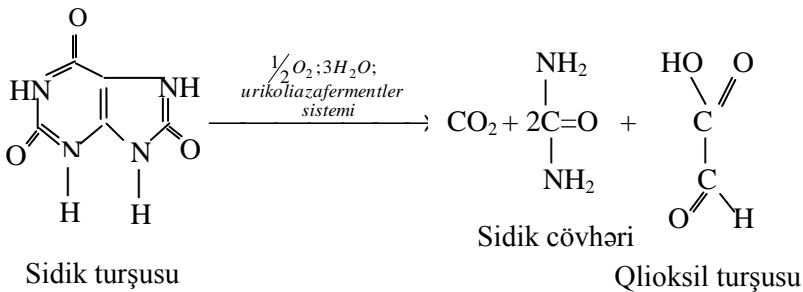 O
HN
NH
O
N
N
O
H
H
½O2;3H2O;
urikoliazafermentler
sistemi
CO2 + 2C=O +
NH2
NH2
HO
O
C
C
O
H
Sidik turşusu
Sidik cövhəri
Qlioksil turşusu